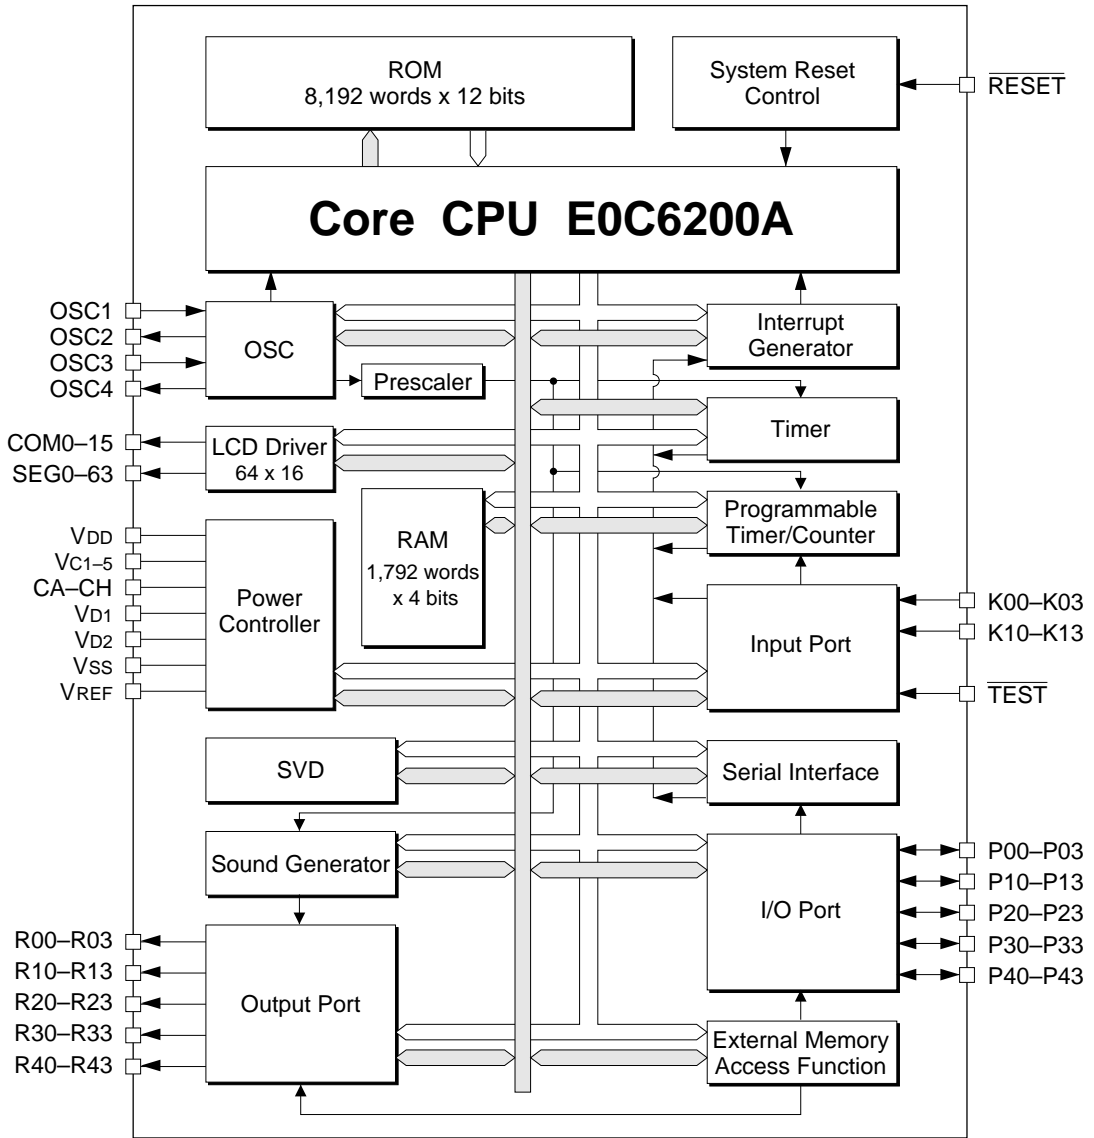 ROM
8,192 words x 12 bits
System Reset
Control
RESET
Core CPU E0C6200A
OSC1
OSC2
OSC3
OSC4
OSC
Prescaler
Interrupt
Generator
Timer
COM0–15
SEG0–63
LCD Driver
64 x 16
RAM
1,792 words
x 4 bits
Programmable
Timer/Counter
VDD
VC1–5
CA–CH
VD1
VD2
VSS
VREF
Power
Controller
Input Port
K00–K03
K10–K13
TEST
SVD
Serial Interface
Sound Generator
I/O Port
P00–P03
P10–P13
P20–P23
P30–P33
P40–P43
R00–R03
R10–R13
R20–R23
R30–R33
R40–R43
Output Port
External Memory
Access Function